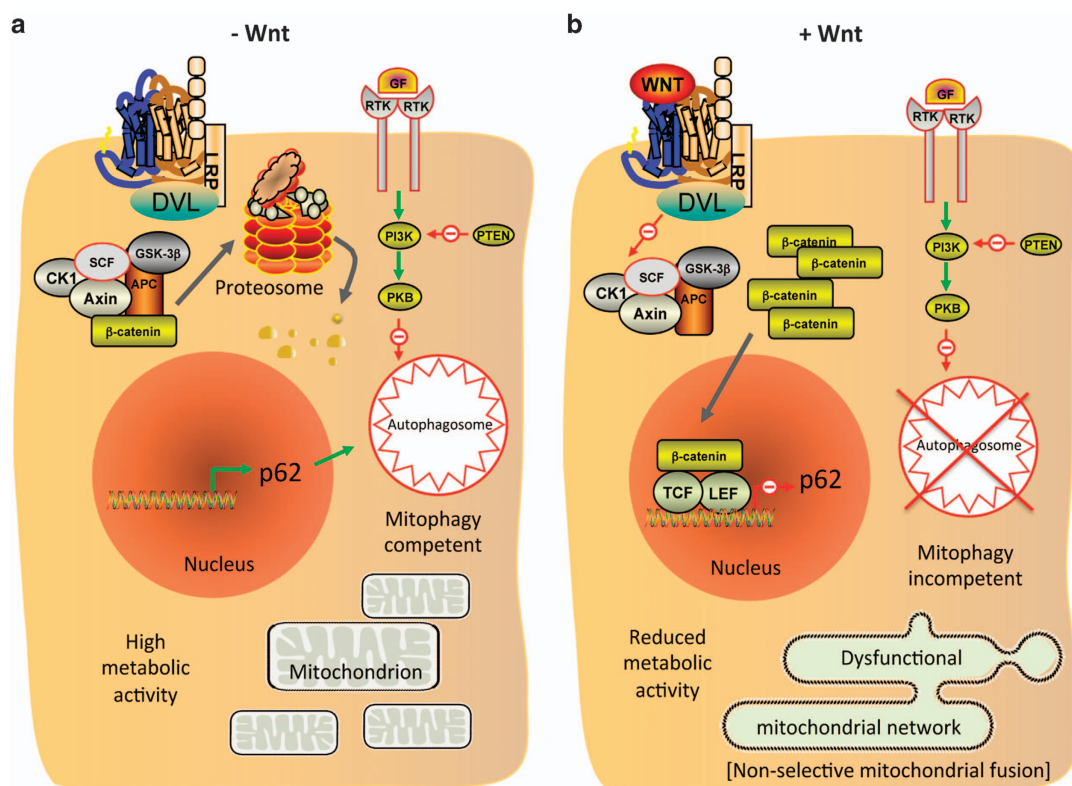 a
- Wnt
GF
RTK
RTK
LRP
DVL
PI3K
PTEN
PKB
CK1
SCF
GSK-3β
APC
Axin
β-catenin
Proteosome
Autophagosome
p62
Nucleus
Mitophagy
competent
High
metabolic
activity
Mitochondrion
b
+ Wnt
WNT
GF
RTK
RTK
LRP
DVL
β-catenin
β-catenin
β-catenin
β-catenin
PI3K
PTEN
PKB
CK1
SCF
GSK-3β
APC
Axin
Autophagosome
β-catenin
TCF
LEF
p62
Nucleus
Mitophagy
incompetent
Reduced
metabolic
activity
Dysfunctional
mitochondrial network
[Non-selective mitochondrial fusion]